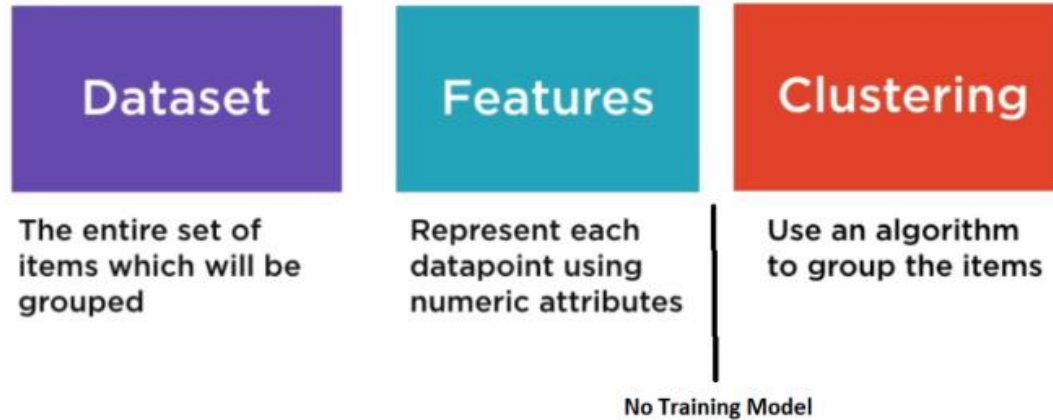 Dataset
The entire set of
items which will be
grouped
Features
Represent each
datapoint using
numeric attributes
Clustering
Use an algorithm
to group the items
No Training Model